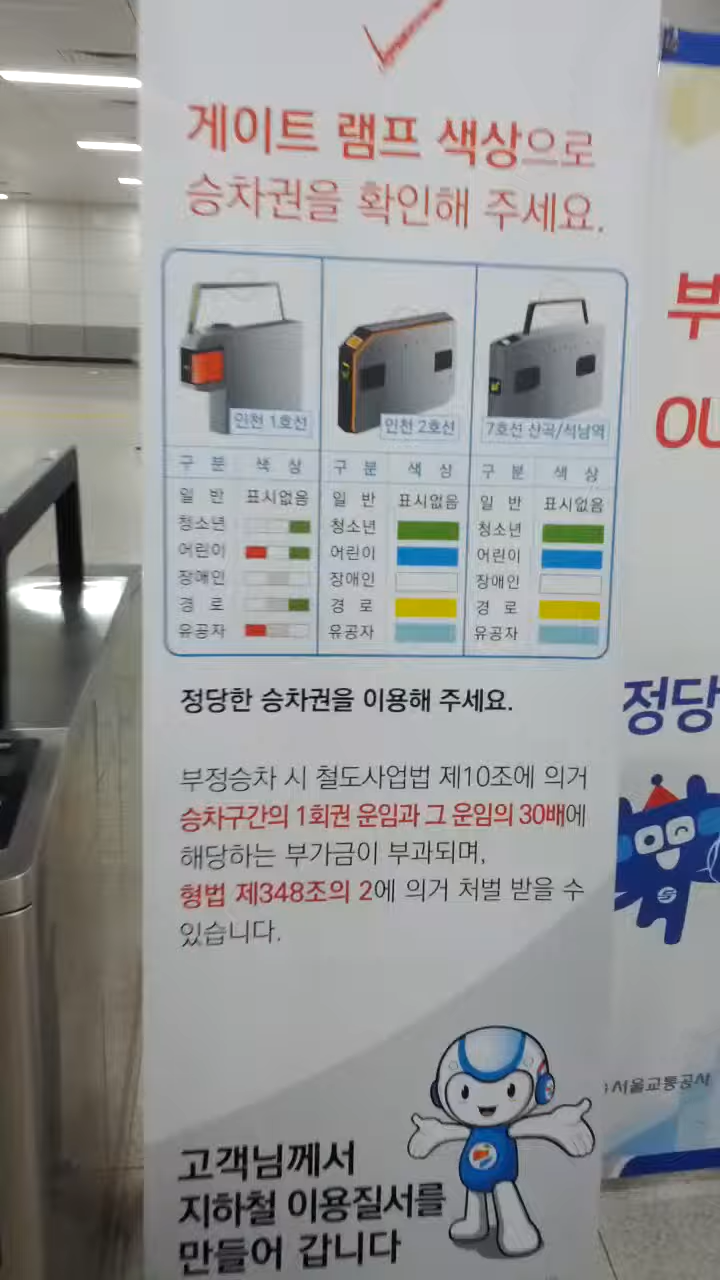 게이트 램프 색상으로
승차권을 확인해 주세요.
인천 1호선
구 분 색 상
일 반 표시없음
청소년
어린이
장애인
경 로
유공자
인천 2호선
구 분 색 상
일 반 표시없음
청소년
어린이
장애인
경 로
유공자
7호선 산곡/석남역
구 분 색 상
일 반 표시없음
청소년
어린이
장애인
경 로
유공자
정당한 승차권을 이용해 주세요.
부정승차 시 철도사업법 제10조에 의거
승차구간의 1회권 운임과 그 운임의 30배에
해당하는 부가금이 부과되며,
형법 제348조의 2에 의거 처벌 받을 수
있습니다.
고객님께서
지하철 이용질서를
만들어 갑니다
부
OU
정당
서울교통공사